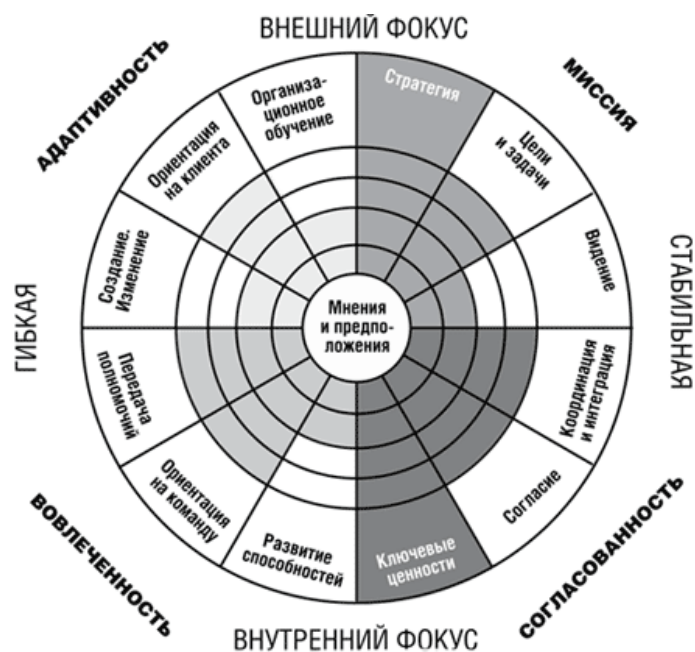 ВНЕШНИЙ ФОКУС
АДАПТИВНОСТЬ
МИССИЯ
Организа-
ционное
обучение
Стратегия
Ориентация
на клиента
Цели
и задачи
Создание.
Изменение
Видение
ГИБКАЯ
СТАБИЛЬНАЯ
Мнения
и предпо-
ложения
Передача
полномочий
Координация
и интеграция
Ориентация
на команду
Согласие
Развитие
способностей
Ключевые
ценности
ВОВЛЕЧЕННОСТЬ
СОГЛАСОВАННОСТЬ
ВНУТРЕННИЙ ФОКУС